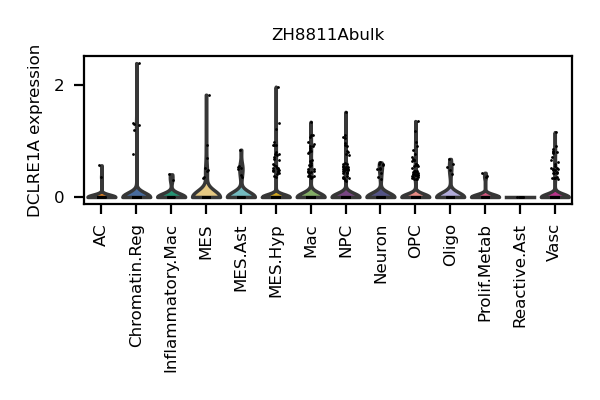 ZH8811Abulk
DCLRE1A expression
2
0
AC
Chromatin.Reg
Inflammatory.Mac
MES
MES.Ast
MES.Hyp
Mac
NPC
Neuron
OPC
Oligo
Prolif.Metab
Reactive.Ast
Vasc